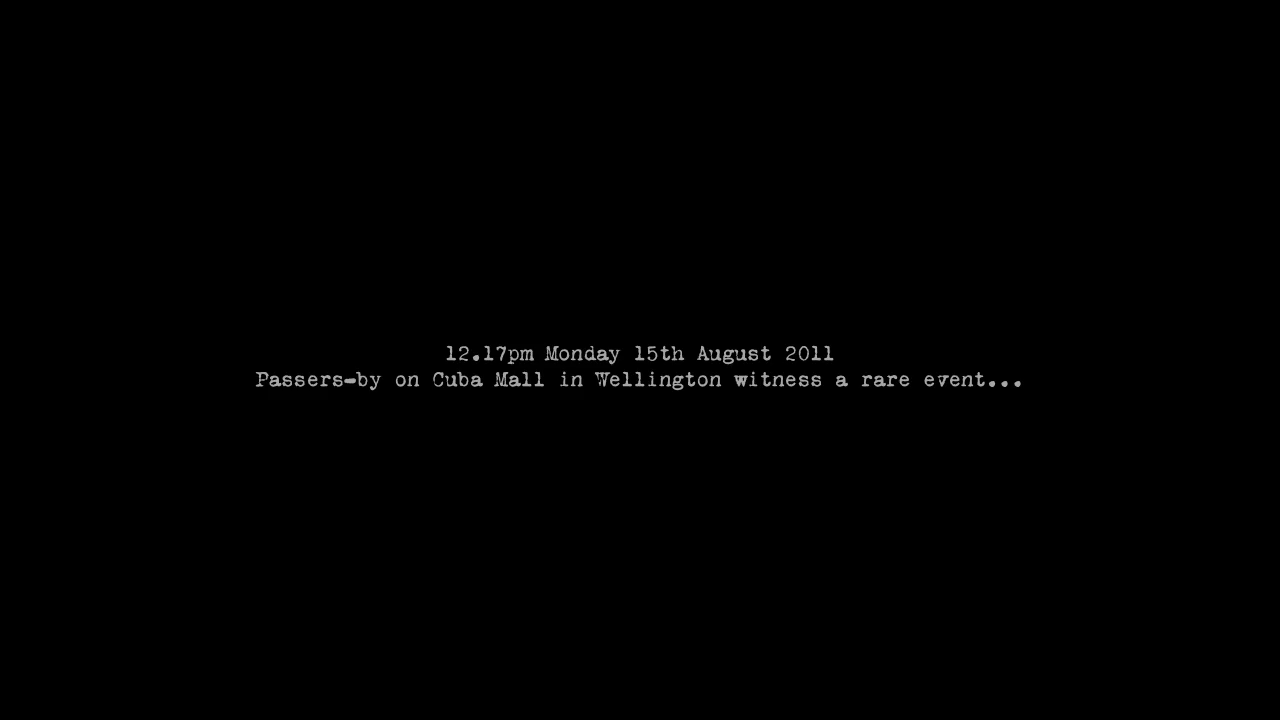 12.17pm Monday 15th August 2011
Passers-by on Cuba Mall in Wellington witness a rare event...